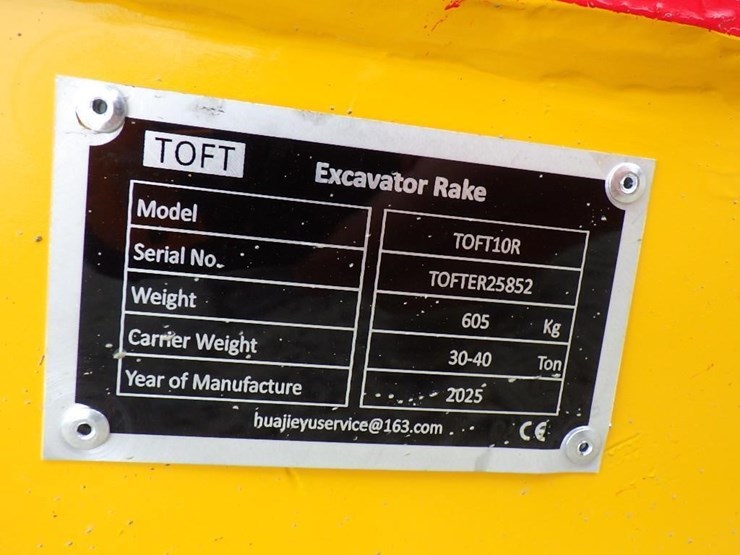 TOFT Excavator Rake
Model TOFT10R
Serial No. TOFTER25852
Weight 605 Kg
Carrier Weight 30-40 Ton
Year of Manufacture 2025
huajieyuservice@163.com CE